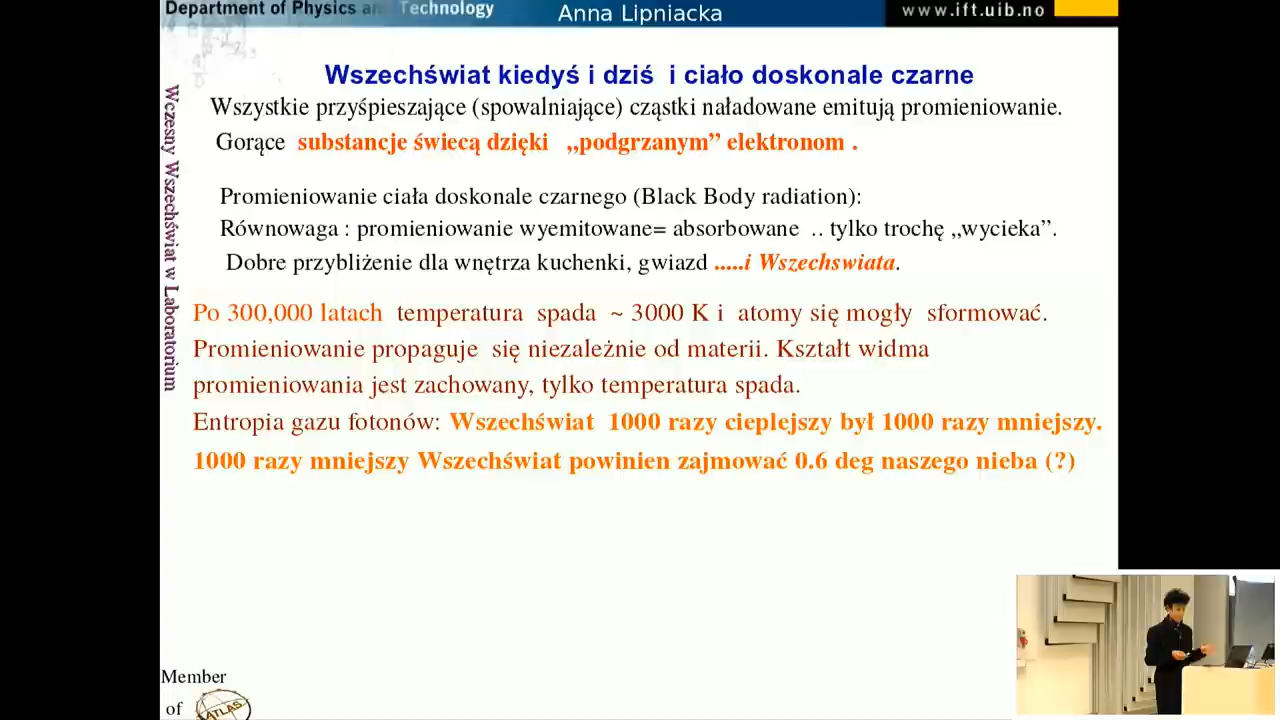 Department of Physics and Technology
Anna Lipniacka
www.ift.uib.no
Wszechświat kiedyś i dziś i ciało doskonale czarne
Wszystkie przyśpieszające (spowalniające) cząstki naładowane emitują promieniowanie.
Gorące substancje świecą dzięki „podgrzanym” elektronom .
Promieniowanie ciała doskonale czarnego (Black Body radiation):
Równowaga : promieniowanie wyemitowane= absorbowane .. tylko trochę „wycieka”.
Dobre przybliżenie dla wnętrza kuchenki, gwiazd .....i Wszechswiata.
Po 300,000 latach temperatura spada ~ 3000 K i atomy się mogły sformować.
Promieniowanie propaguje się niezależnie od materii. Kształt widma
promieniowania jest zachowany, tylko temperatura spada.
Entropia gazu fotonów: Wszechświat 1000 razy cieplejszy był 1000 razy mniejszy.
1000 razy mniejszy Wszechświat powinien zajmować 0.6 deg naszego nieba (?)
Wczesny Wszechświat w Laboratorium
Member
of
ATLAS